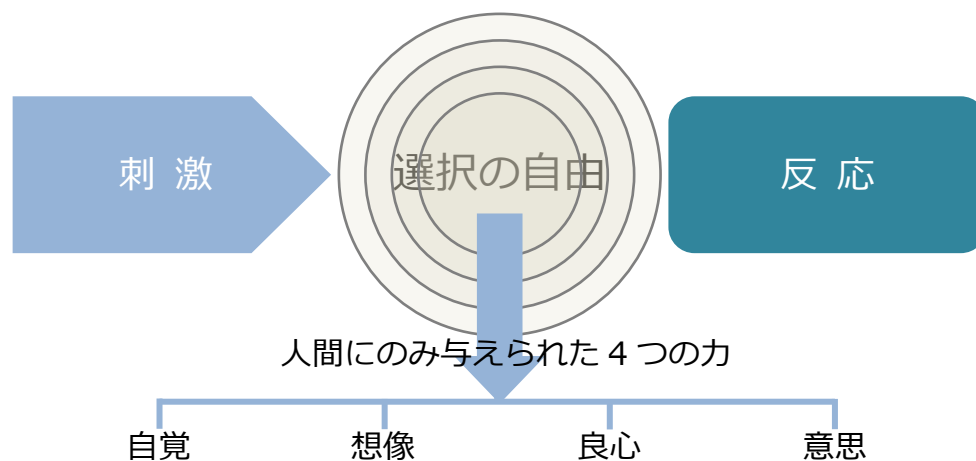 刺 激
選択の自由
反 応
人間にのみ与えられた 4 つの力
自覚
想像
良心
意思